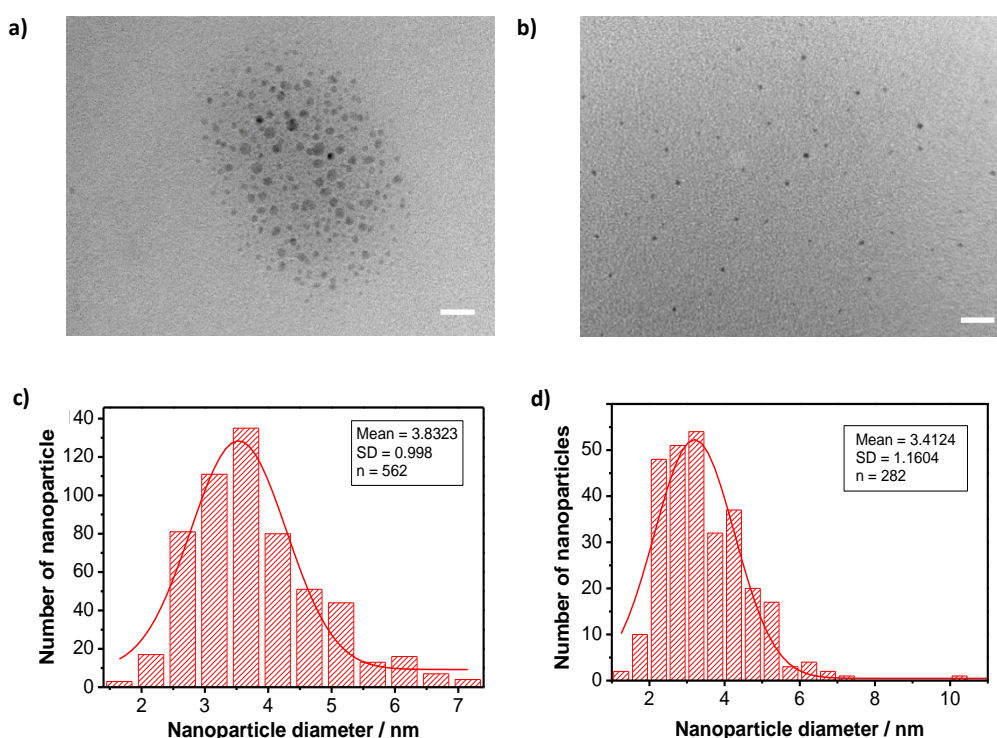 a)
b)
c)
Number of nanoparticle
140
120
100
80
60
40
20
0
2
3
4
5
6
7
Nanoparticle diameter / nm
Mean = 3.8323
SD = 0.998
n = 562
d)
Number of nanoparticles
50
40
30
20
10
0
2
4
6
8
10
Nanoparticle diameter / nm
Mean = 3.4124
SD = 1.1604
n = 282